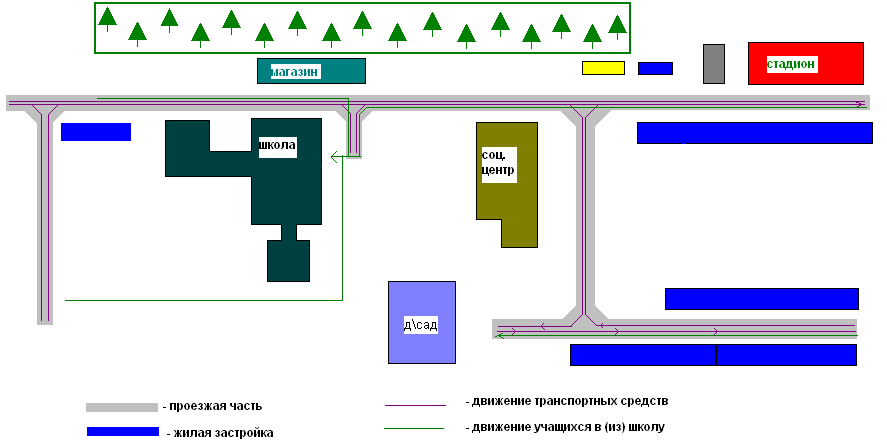 стадион
магазин
школа
соц.
центр
д\сад
- проезжая часть
- движение транспортных средств
- жилая застройка
- движение учащихся в (из) школу